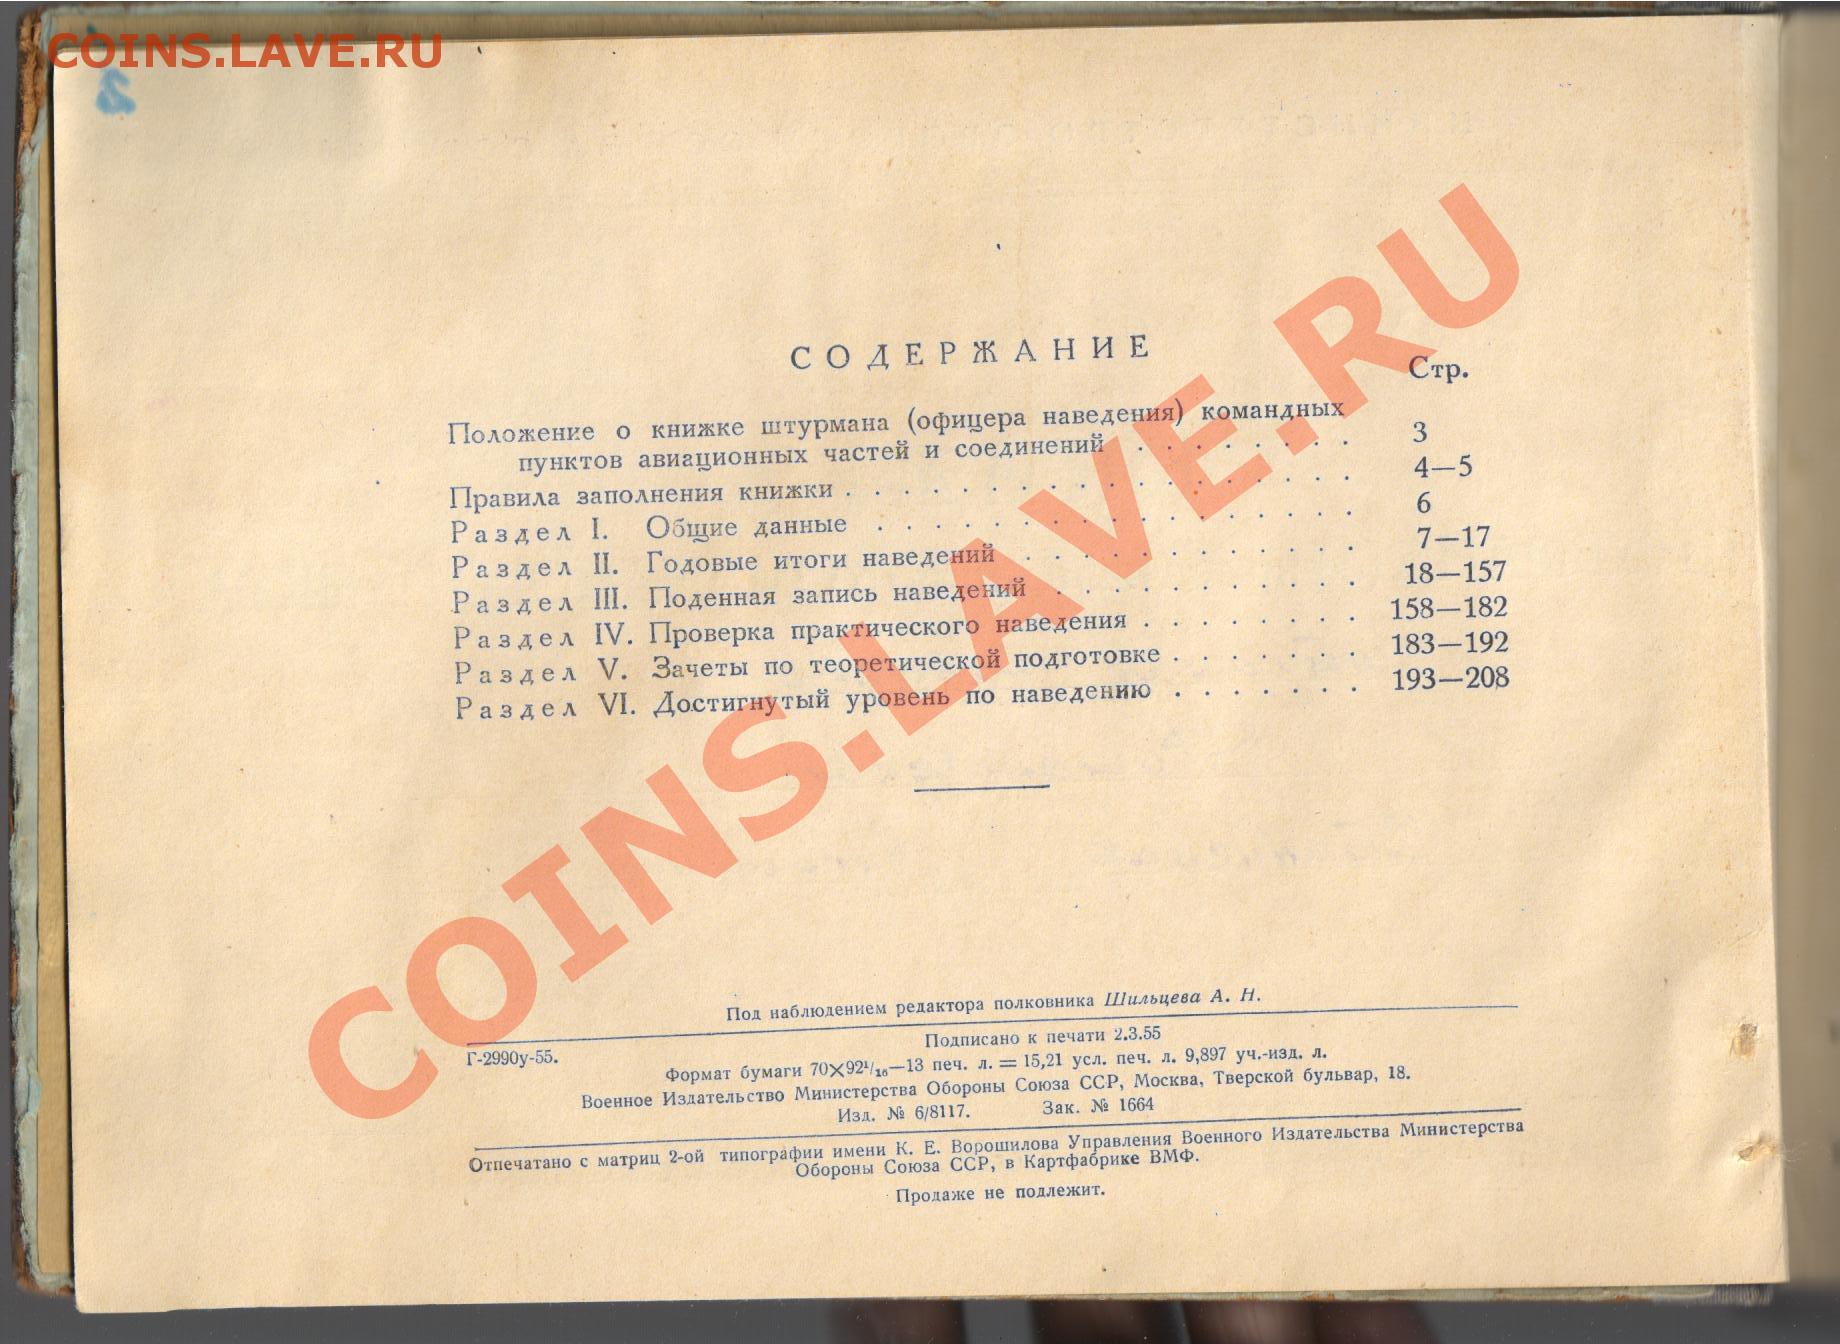 COINS.LAVE.RU
2
СОДЕРЖАНИЕ
Стр.
Положение о книжке штурмана (офицера наведения) командных
пунктов авиационных частей и соединений . . . . . . . . 3
Правила заполнения книжки . . . . . . . . . . . . . . . . . . 4—5
Раздел I. Общие данные . . . . . . . . . . . . . . . . . 6
Раздел II. Годовые итоги наведений . . . . . . . . . . . . 7—17
Раздел III. Поденная запись наведений . . . . . . . . . . . 18—157
Раздел IV. Проверка практического наведения . . . . . . . . 158—182
Раздел V. Зачеты по теоретической подготовке . . . . . . . 183—192
Раздел VI. Достигнутый уровень по наведению . . . . . . . 193—208
COINS.LAVE.RU
Под наблюдением редактора полковника Шильцева А. Н.
Г-2990у-55. Подписано к печати 2.3.55
Формат бумаги 70×92¹/₁₆—13 печ. л. = 15,21 усл. печ. л. 9,897 уч.-изд. л.
Военное Издательство Министерства Обороны Союза ССР, Москва, Тверской бульвар, 18.
Изд. № 6/8117. Зак. № 1664
Отпечатано с матриц 2-ой типографии имени К. Е. Ворошилова Управления Военного Издательства Министерства
Обороны Союза ССР, в Картфабрике ВМФ.
Продаже не подлежит.